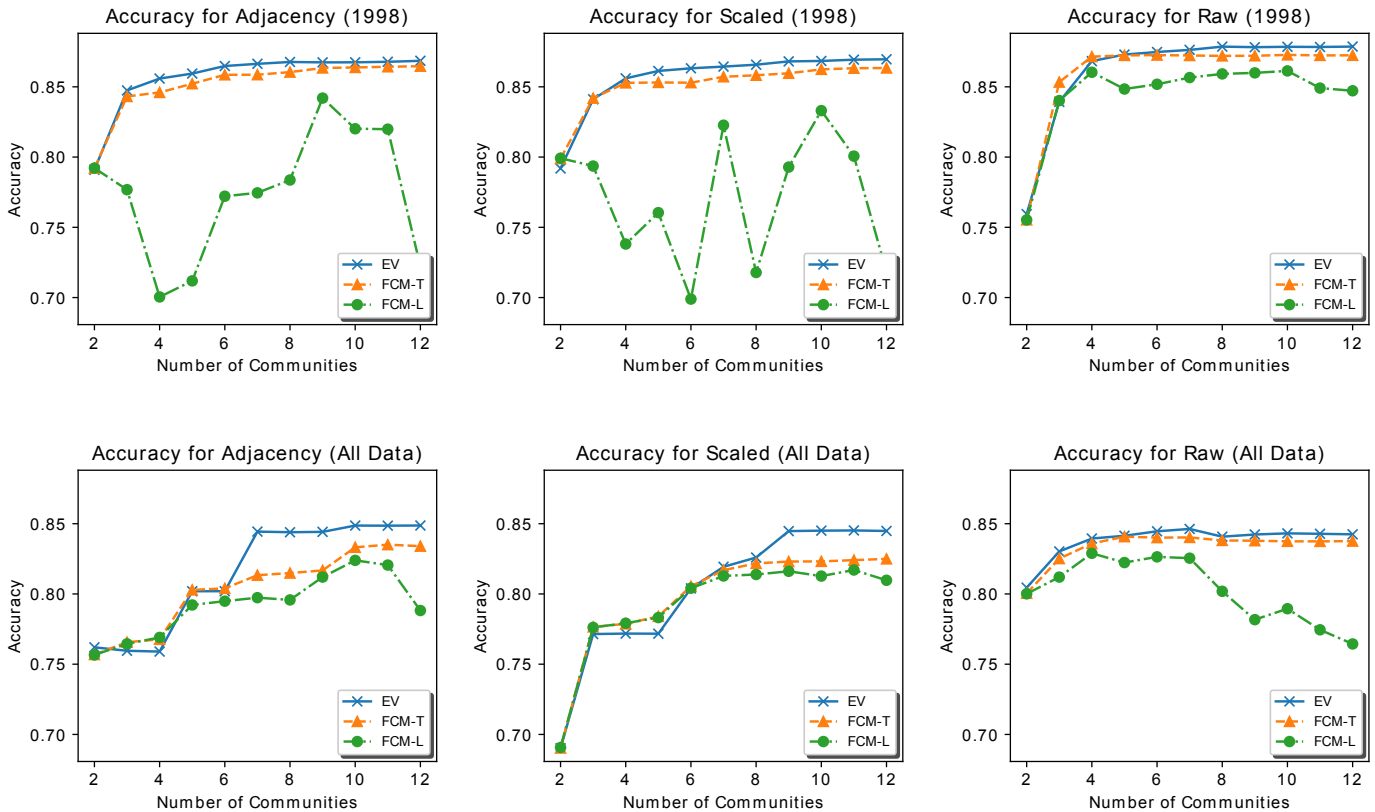 Accuracy for Adjacency (1998)
Accuracy
0.85
0.80
0.75
0.70
2 4 6 8 10 12
Number of Communities
EV
FCM-T
FCM-L
Accuracy for Scaled (1998)
Accuracy
0.85
0.80
0.75
0.70
2 4 6 8 10 12
Number of Communities
EV
FCM-T
FCM-L
Accuracy for Raw (1998)
Accuracy
0.85
0.80
0.75
0.70
2 4 6 8 10 12
Number of Communities
EV
FCM-T
FCM-L
Accuracy for Adjacency (All Data)
Accuracy
0.85
0.80
0.75
0.70
2 4 6 8 10 12
Number of Communities
EV
FCM-T
FCM-L
Accuracy for Scaled (All Data)
Accuracy
0.85
0.80
0.75
0.70
2 4 6 8 10 12
Number of Communities
EV
FCM-T
FCM-L
Accuracy for Raw (All Data)
Accuracy
0.85
0.80
0.75
0.70
2 4 6 8 10 12
Number of Communities
EV
FCM-T
FCM-L